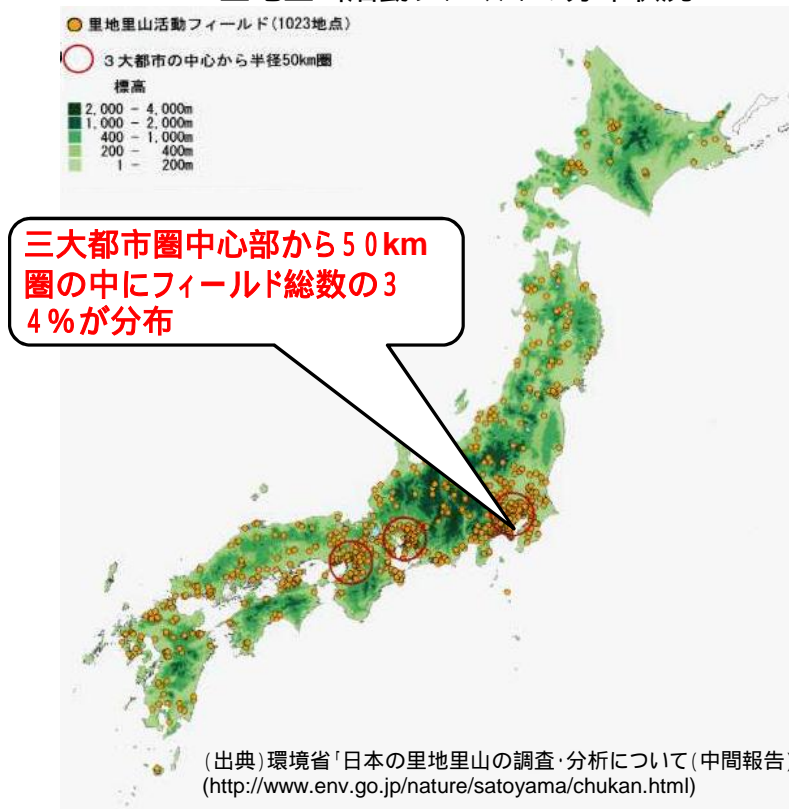 里地里山活動フィールド(1023地点)
3大都市の中心から半径50km圏
標高
2,000 - 4,000m
1,000 - 2,000m
400 - 1,000m
200 - 400m
1 - 200m
三大都市圏中心部から50km
圏の中にフィールド総数の3
4%が分布
(出典)環境省「日本の里地里山の調査・分析について(中間報告)
(http://www.env.go.jp/nature/satoyama/chukan.html)